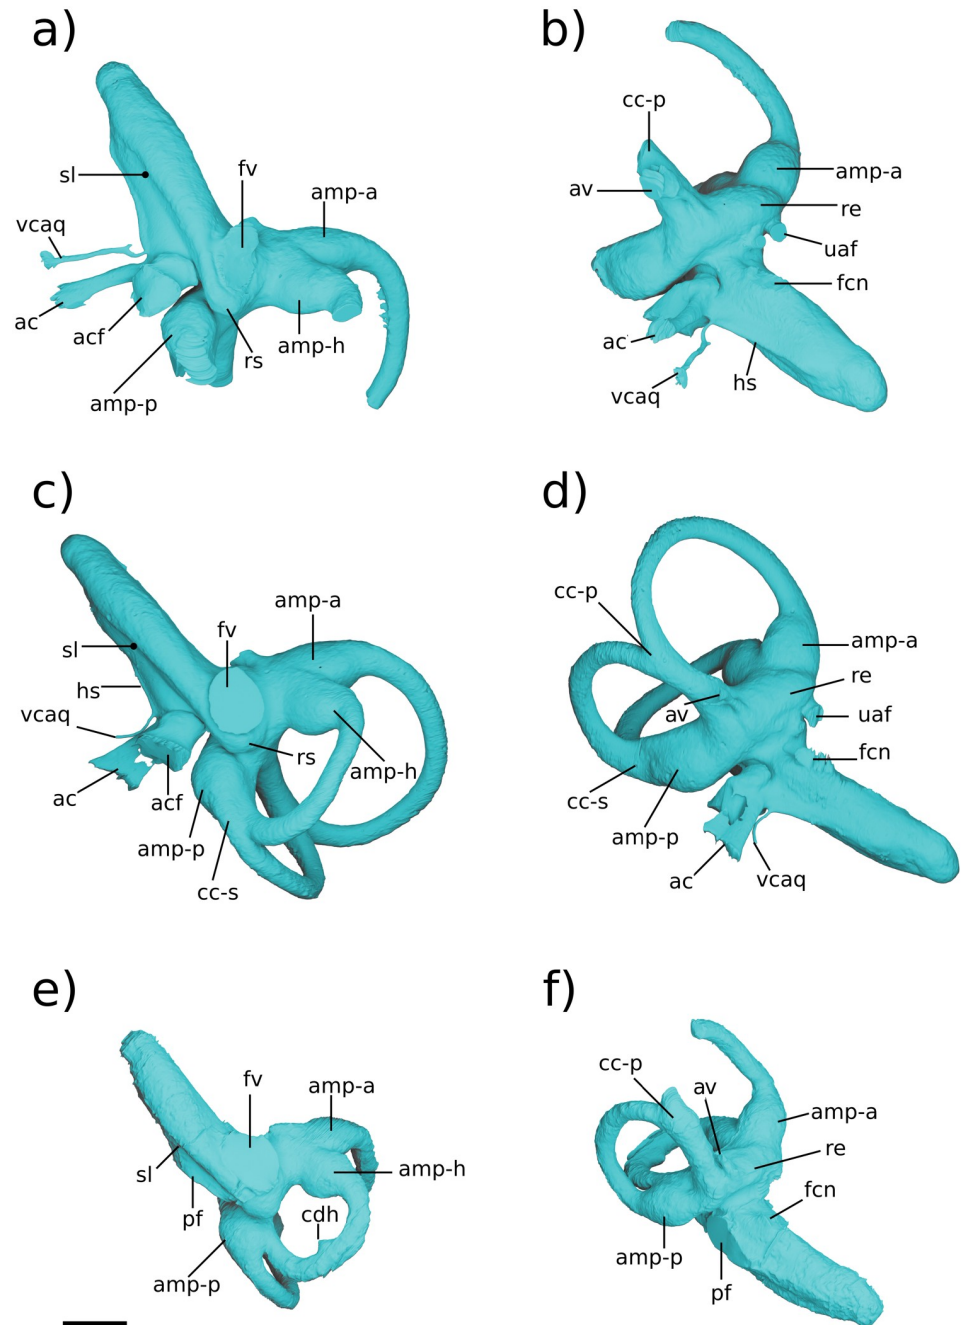 a)
sl
fv
amp-a
vcaq
ac
acf
amp-p
rs
amp-h
b)
cc-p
av
amp-a
re
uaf
fcn
ac
hs
vcaq
c)
amp-a
fv
sl
hs
vcaq
ac
acf
rs
amp-h
amp-p
cc-s
d)
cc-p
amp-a
re
av
uaf
fcn
cc-s
amp-p
ac
vcaq
e)
fv
amp-a
amp-h
sl
pf
cdh
amp-p
f)
cc-p
av
amp-a
re
fcn
amp-p
pf